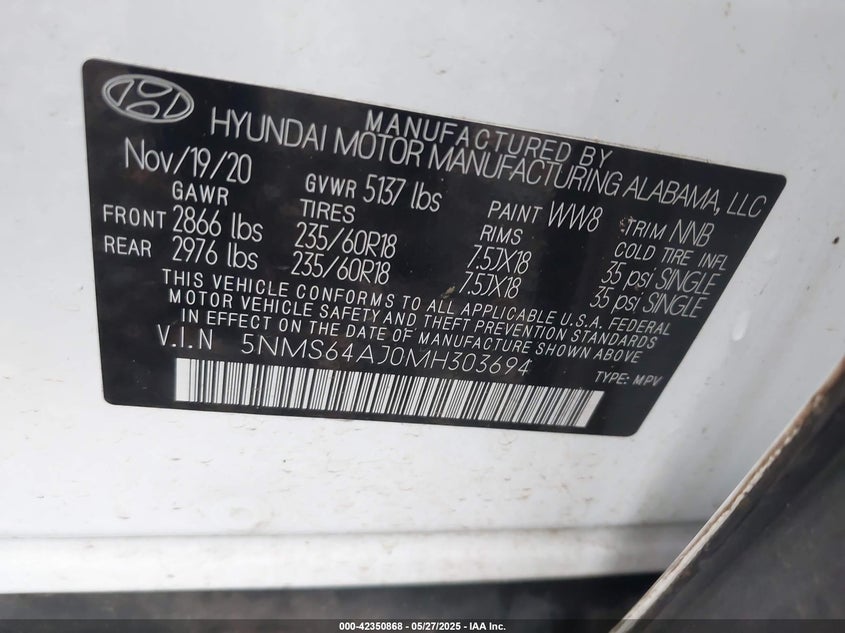 MANUFACTURED BY
HYUNDAI MOTOR MANUFACTURING ALABAMA, LLC
Nov/19/20 GVWR 5137 lbs PAINT WW8 TRIM NNB
GAWR TIRES RIMS COLD TIRE INFL
FRONT 2866 lbs 235/60R18 7.5JX18 35 psi SINGLE
REAR 2976 lbs 235/60R18 7.5JX18 35 psi SINGLE
THIS VEHICLE CONFORMS TO ALL APPLICABLE U.S.A. FEDERAL
MOTOR VEHICLE SAFETY AND THEFT PREVENTION STANDARDS
IN EFFECT ON THE DATE OF MANUFACTURE SHOWN ABOVE
V.I.N 5NMS64AJ0MH303694
TYPE: MPV
000-42350868 - 05/27/2025 - IAA Inc.